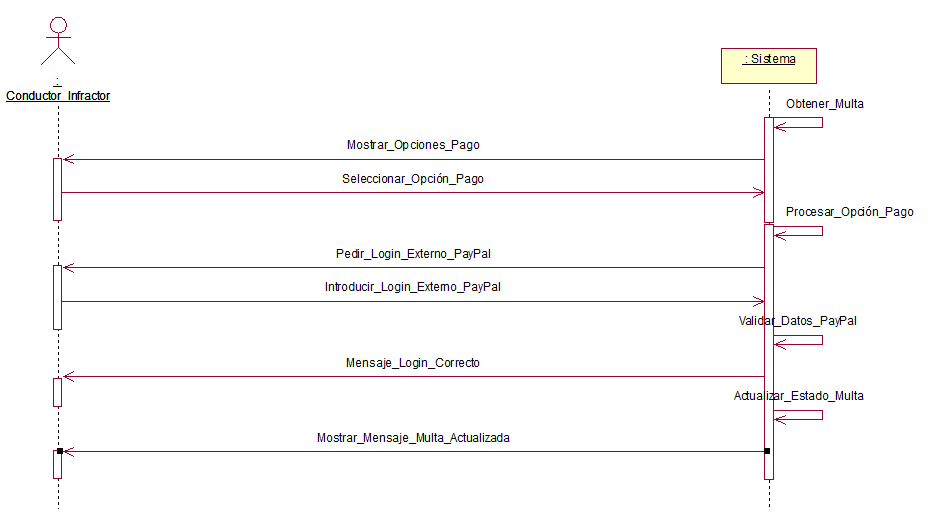 : Sistema
:
Conductor_Infractor
Obtener_Multa
Mostrar_Opciones_Pago
Seleccionar_Opción_Pago
Procesar_Opción_Pago
Pedir_Login_Externo_PayPal
Introducir_Login_Externo_PayPal
Validar_Datos_PayPal
Mensaje_Login_Correcto
Actualizar_Estado_Multa
Mostrar_Mensaje_Multa_Actualizada